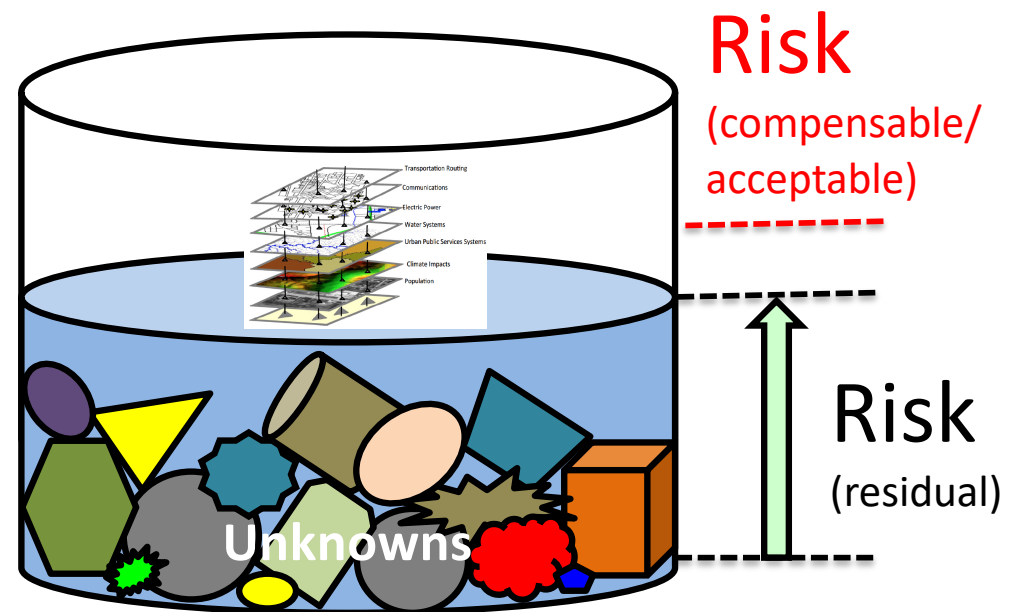 Risk
(compensable/
acceptable)
Transportation Routing
Communications
Electric Power
Water Systems
Urban Public Services Systems
Climate Impacts
Population
Risk
(residual)
Unknowns